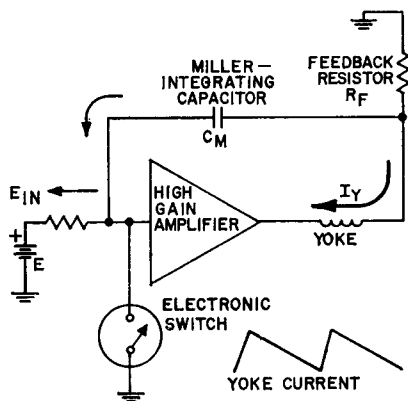 MILLER-
INTEGRATING
CAPACITOR
CM
FEEDBACK
RESISTOR
RF
EIN
+
E
HIGH
GAIN
AMPLIFIER
IY
YOKE
ELECTRONIC
SWITCH
YOKE CURRENT